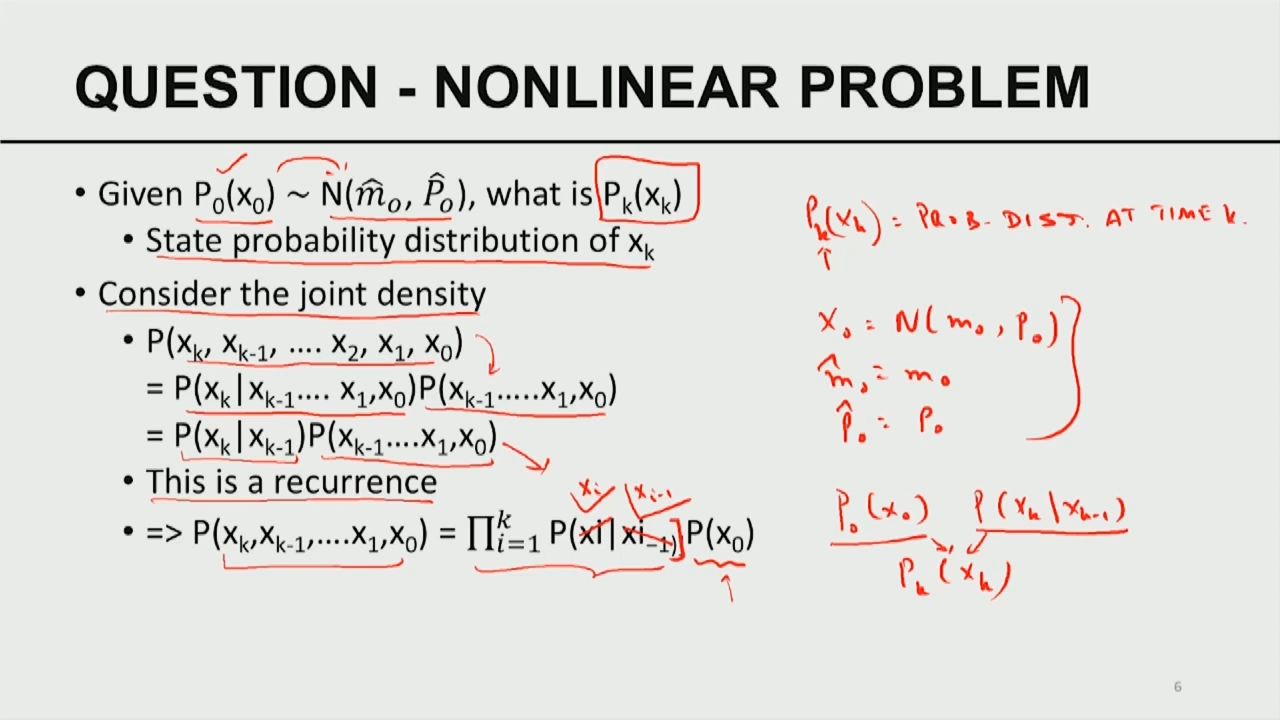 QUESTION - NONLINEAR PROBLEM
• Given P₀(x₀) ~ N(m̂ₒ, P̂ₒ), what is Pₖ(xₖ)
• State probability distribution of xₖ
• Consider the joint density
• P(xₖ, xₖ₋₁, .... x₂, x₁, x₀)
= P(xₖ|xₖ₋₁.... x₁,x₀)P(xₖ₋₁.....x₁,x₀)
= P(xₖ|xₖ₋₁)P(xₖ₋₁....x₁,x₀)
• This is a recurrence
xᵢ xᵢ₋₁
• => P(xₖ,xₖ₋₁,....x₁,x₀) = ∏ᵢ₌₁ᵏ P(xi|xi₋₁)]P(x₀)
Pₖ(xₖ) = PROB. DIST. AT TIME k.
x₀ = N(m₀, P₀)
m̂₀ = m₀
P̂₀ = P₀
P₀(x₀) P(xₖ|xₖ₋₁)
Pₖ(xₖ)
6